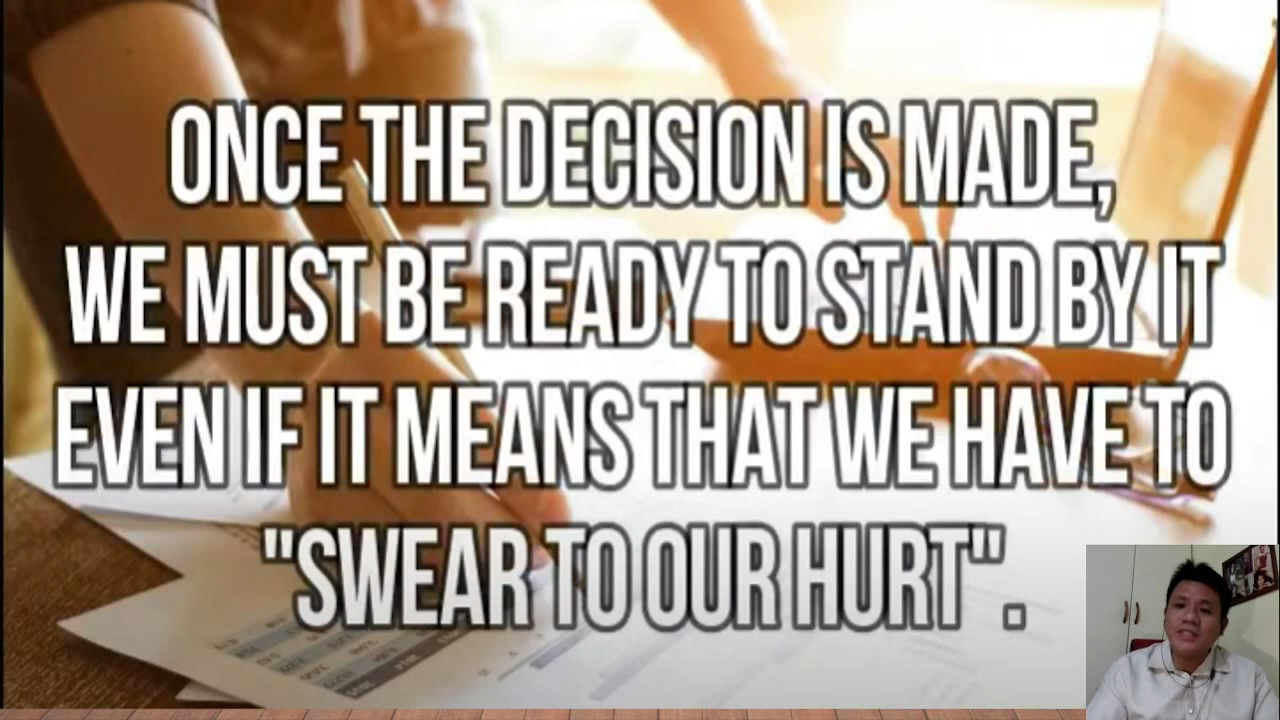 ONCE THE DECISION IS MADE,
WE MUST BE READY TO STAND BY IT
EVEN IF IT MEANS THAT WE HAVE TO
"SWEAR TO OUR HURT".